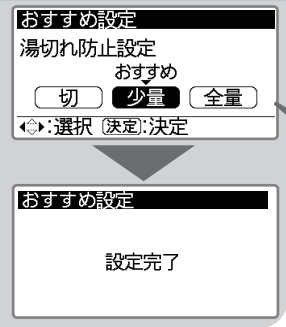 おすすめ設定
湯切れ防止設定
おすすめ
切 少量 全量
:選択 決定:決定
おすすめ設定
設定完了